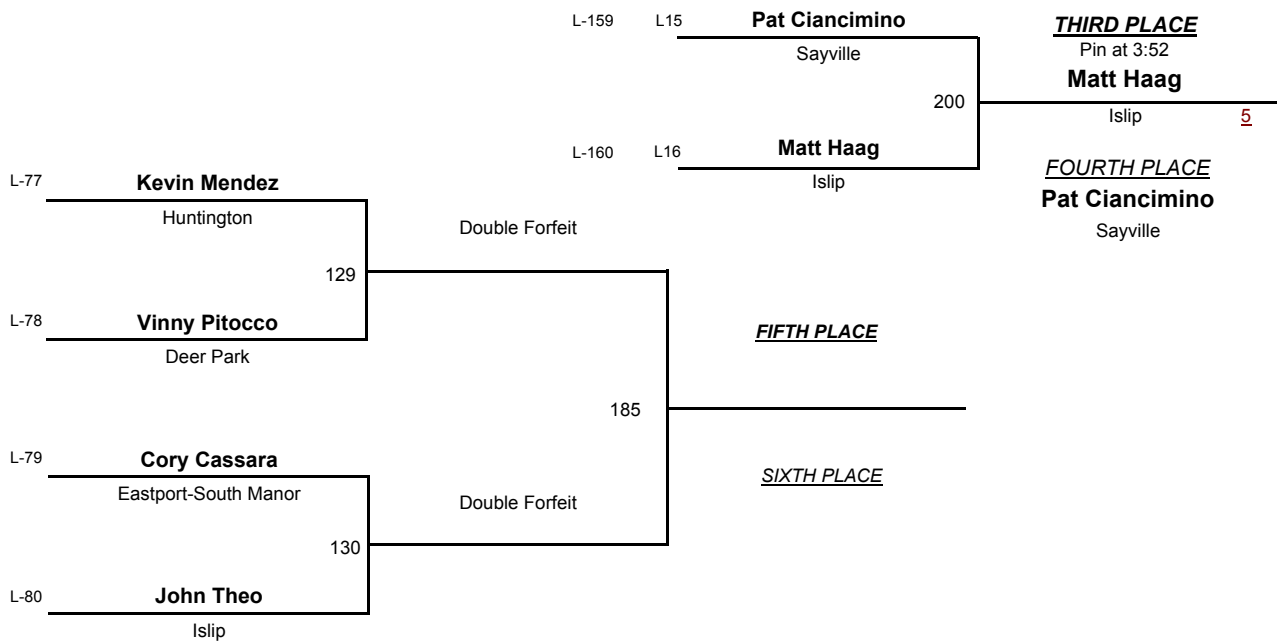 L-159 L15 Pat Ciancimino
Sayville
200
L-160 L16 Matt Haag
Islip
THIRD PLACE
Pin at 3:52
Matt Haag
Islip 5
FOURTH PLACE
Pat Ciancimino
Sayville
L-77 Kevin Mendez
Huntington
129
L-78 Vinny Pitocco
Deer Park
Double Forfeit
L-79 Cory Cassara
Eastport-South Manor
130
L-80 John Theo
Islip
Double Forfeit
185
FIFTH PLACE
SIXTH PLACE